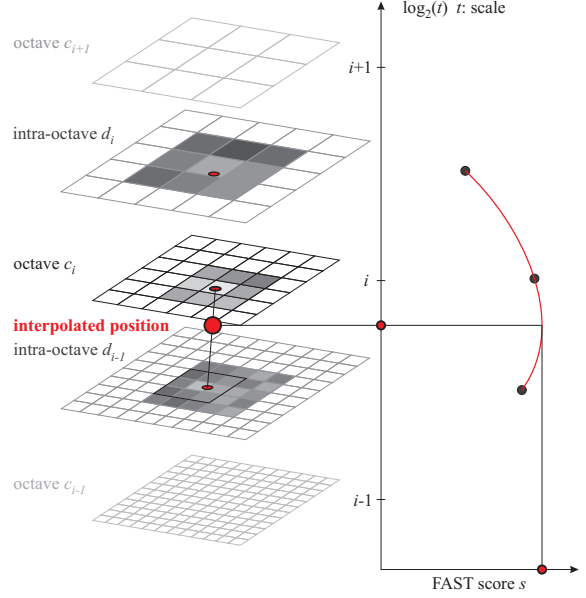 log₂(t) t: scale
octave cᵢ₊₁
i+1
intra-octave dᵢ
octave cᵢ
i
interpolated position
intra-octave dᵢ₋₁
octave cᵢ₋₁
i-1
FAST score s